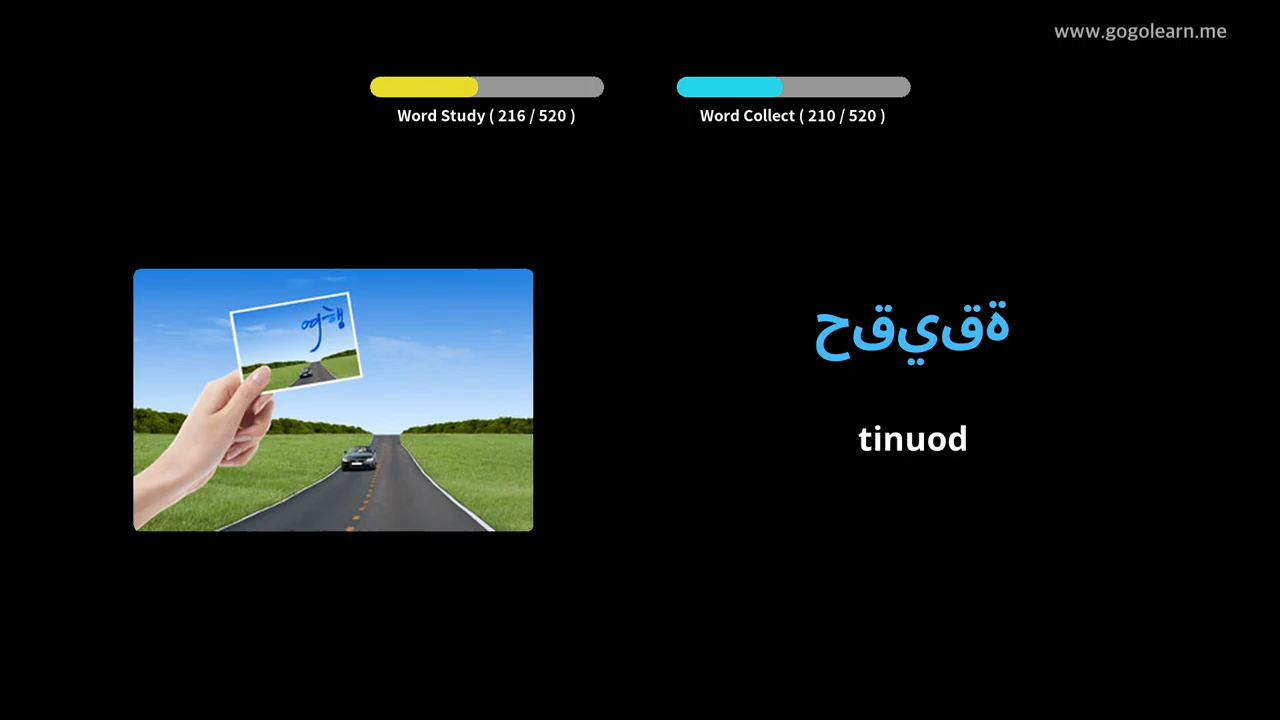 www.gogolearn.me
Word Study ( 216 / 520 )
Word Collect ( 210 / 520 )
여행
حقيقة
tinuod